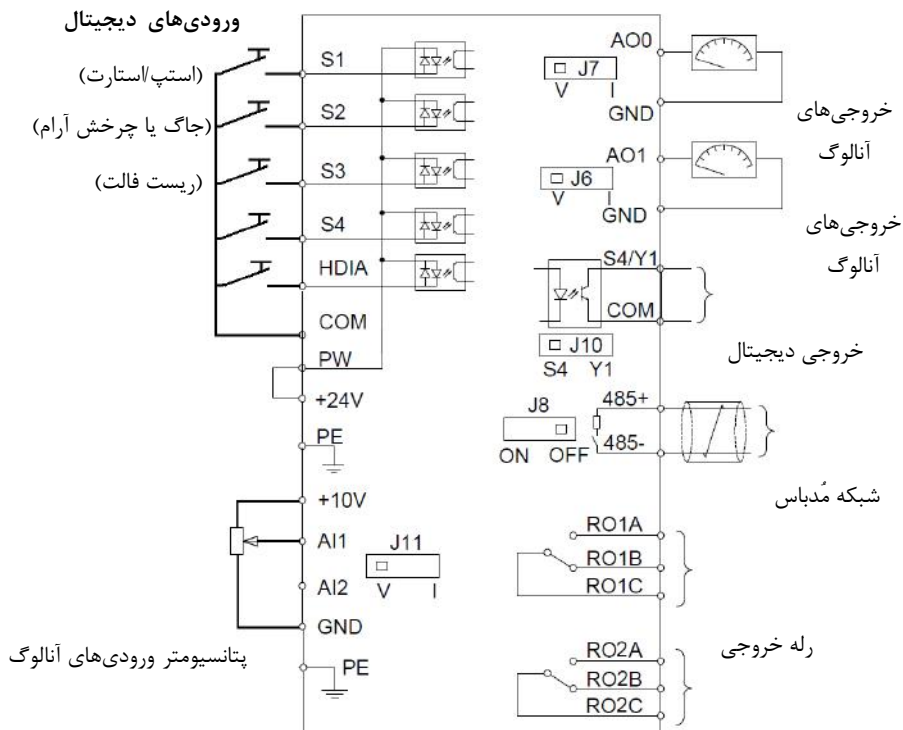 ورودی‌های دیجیتال
S1
(استپ/استارت)
S2
(جاگ یا چرخش آرام)
S3
(ریست فالت)
S4
HDIA
COM
PW
+24V
PE
+10V
AI1
J11
V I
AI2
GND
پتانسیومتر ورودی‌های آنالوگ
PE
AO0
J7
V I
GND
خروجی‌های
آنالوگ
AO1
J6
V I
GND
خروجی‌های
آنالوگ
S4/Y1
COM
J10
S4 Y1
خروجی دیجیتال
J8
485+
ON OFF
485-
شبکه مُدباس
RO1A
RO1B
RO1C
رله خروجی
RO2A
RO2B
RO2C